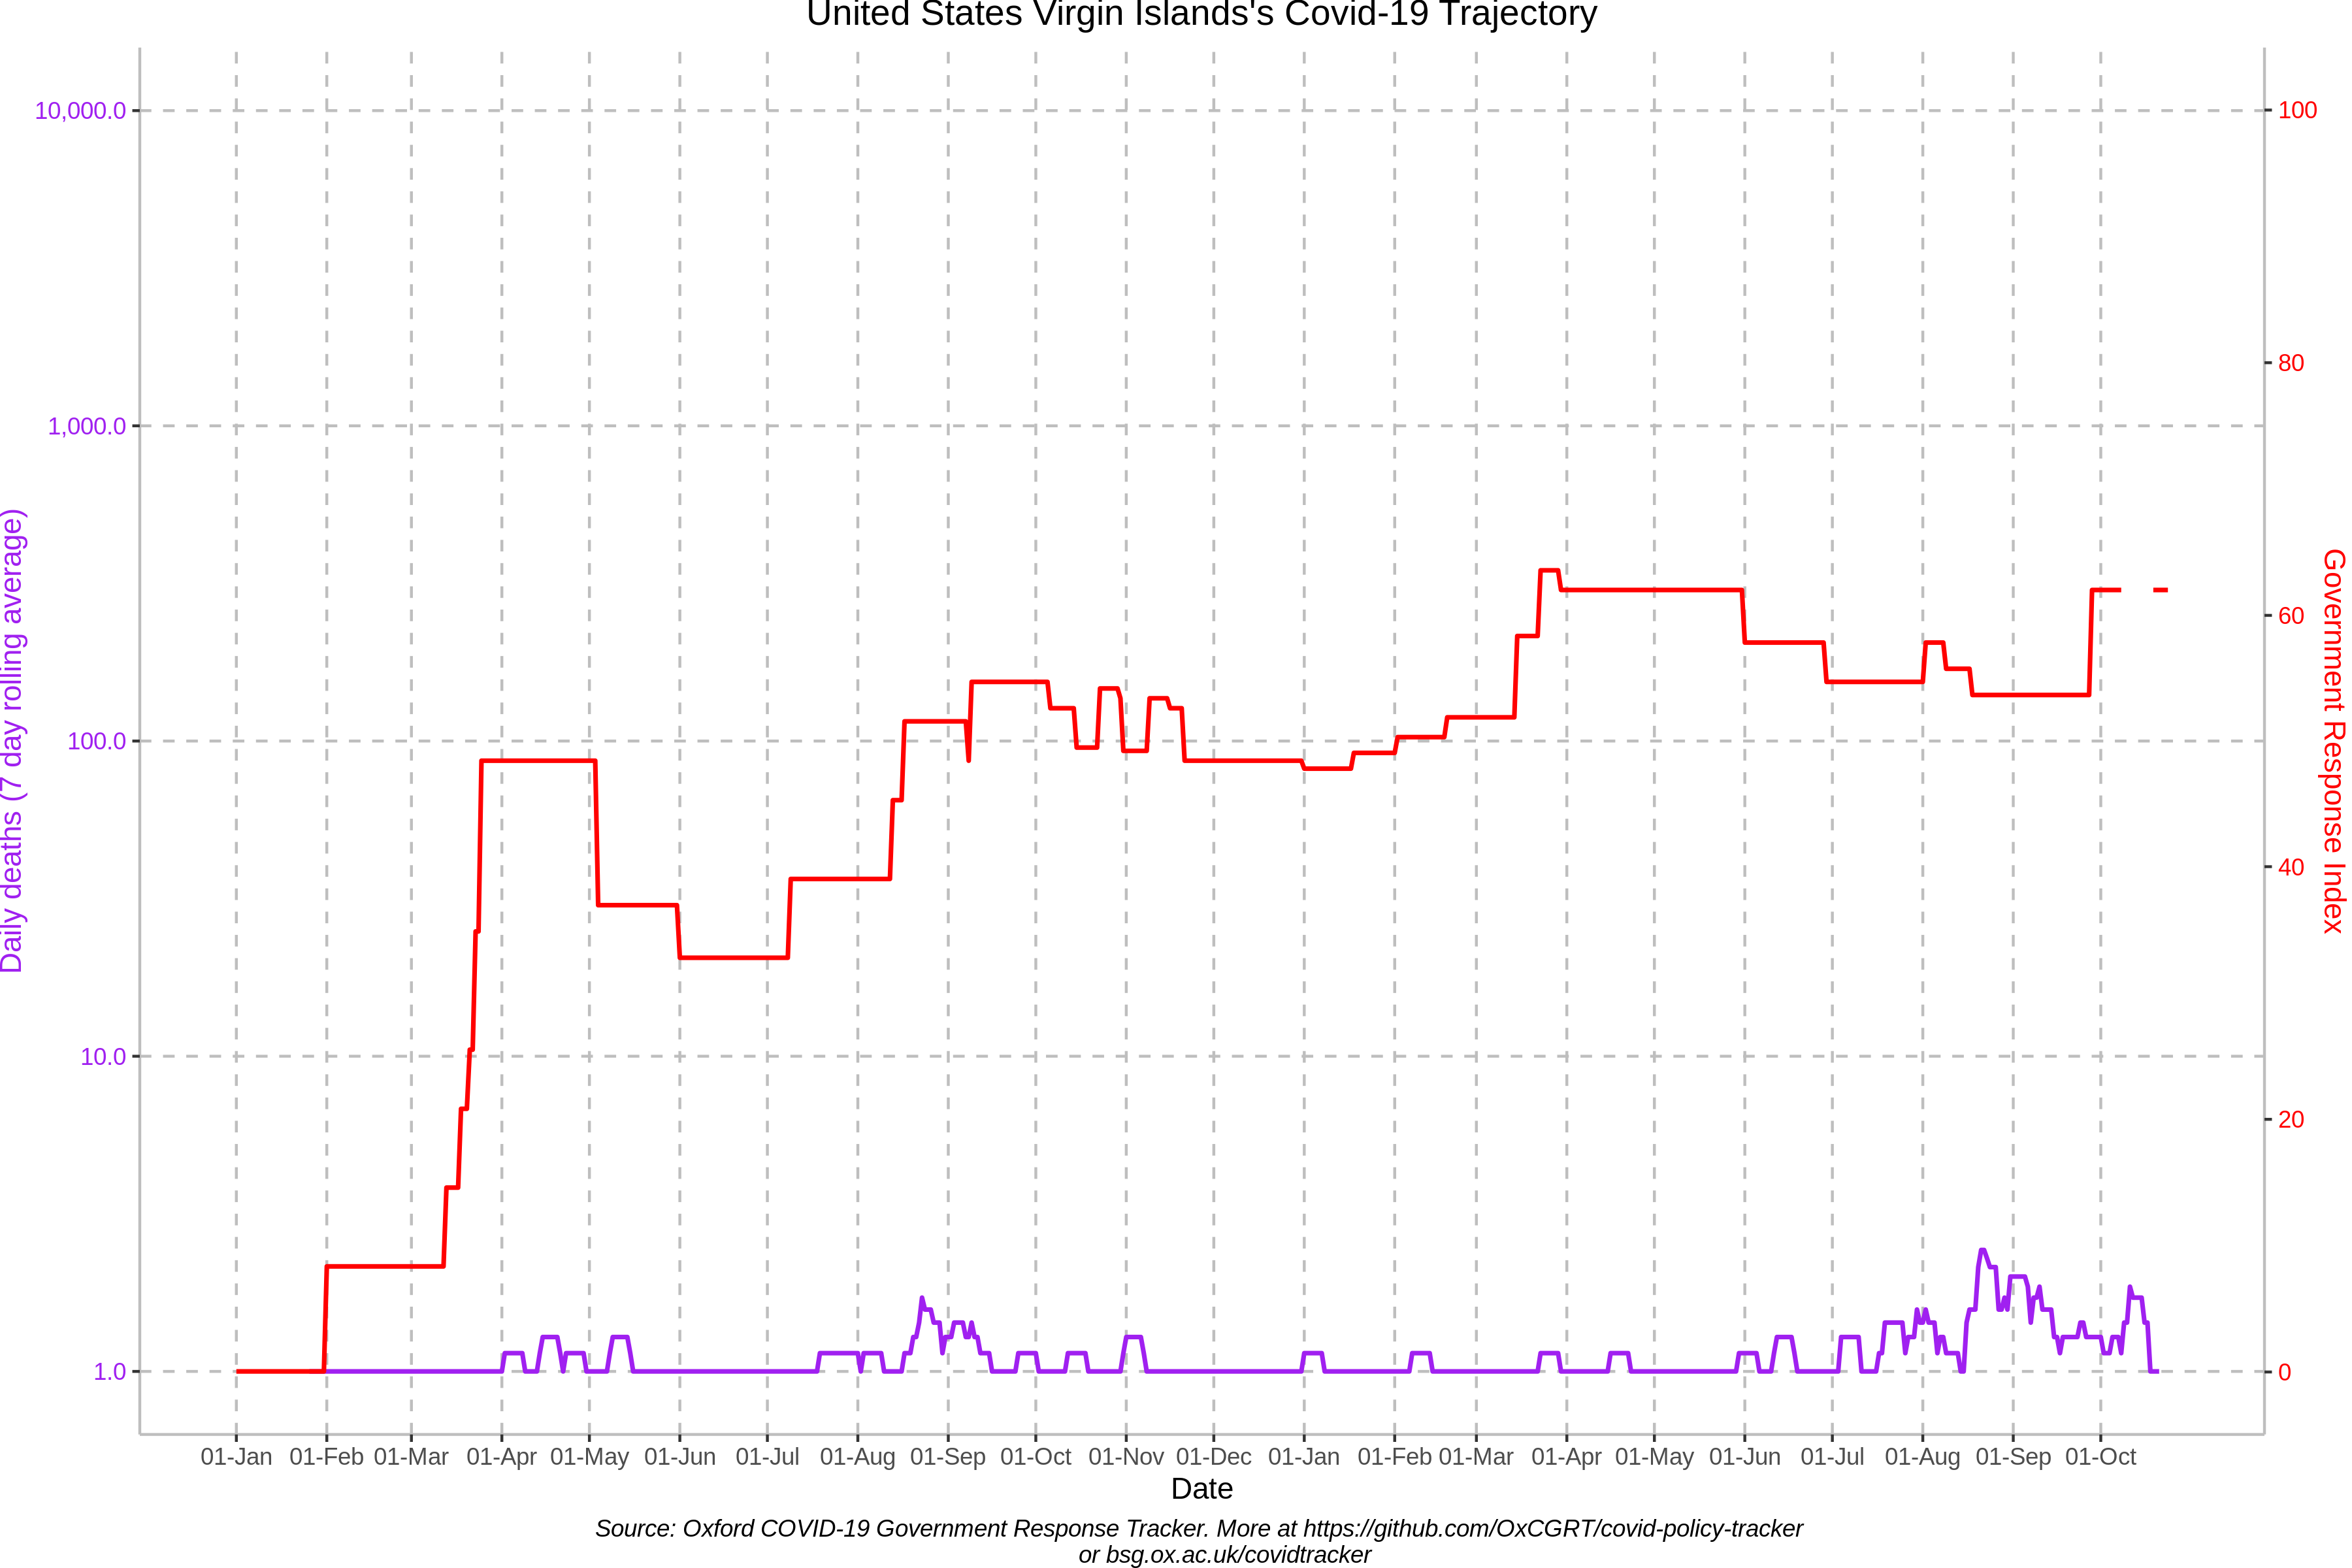 United States Virgin Islands's Covid-19 Trajectory
10,000.0
1,000.0
100.0
10.0
1.0
Daily deaths (7 day rolling average)
100
80
60
40
20
0
Government Response Index
01-Jan 01-Feb 01-Mar 01-Apr 01-May 01-Jun 01-Jul 01-Aug 01-Sep 01-Oct 01-Nov 01-Dec 01-Jan 01-Feb 01-Mar 01-Apr 01-May 01-Jun 01-Jul 01-Aug 01-Sep 01-Oct
Date
Source: Oxford COVID-19 Government Response Tracker. More at https://github.com/OxCGRT/covid-policy-tracker
or bsg.ox.ac.uk/covidtracker